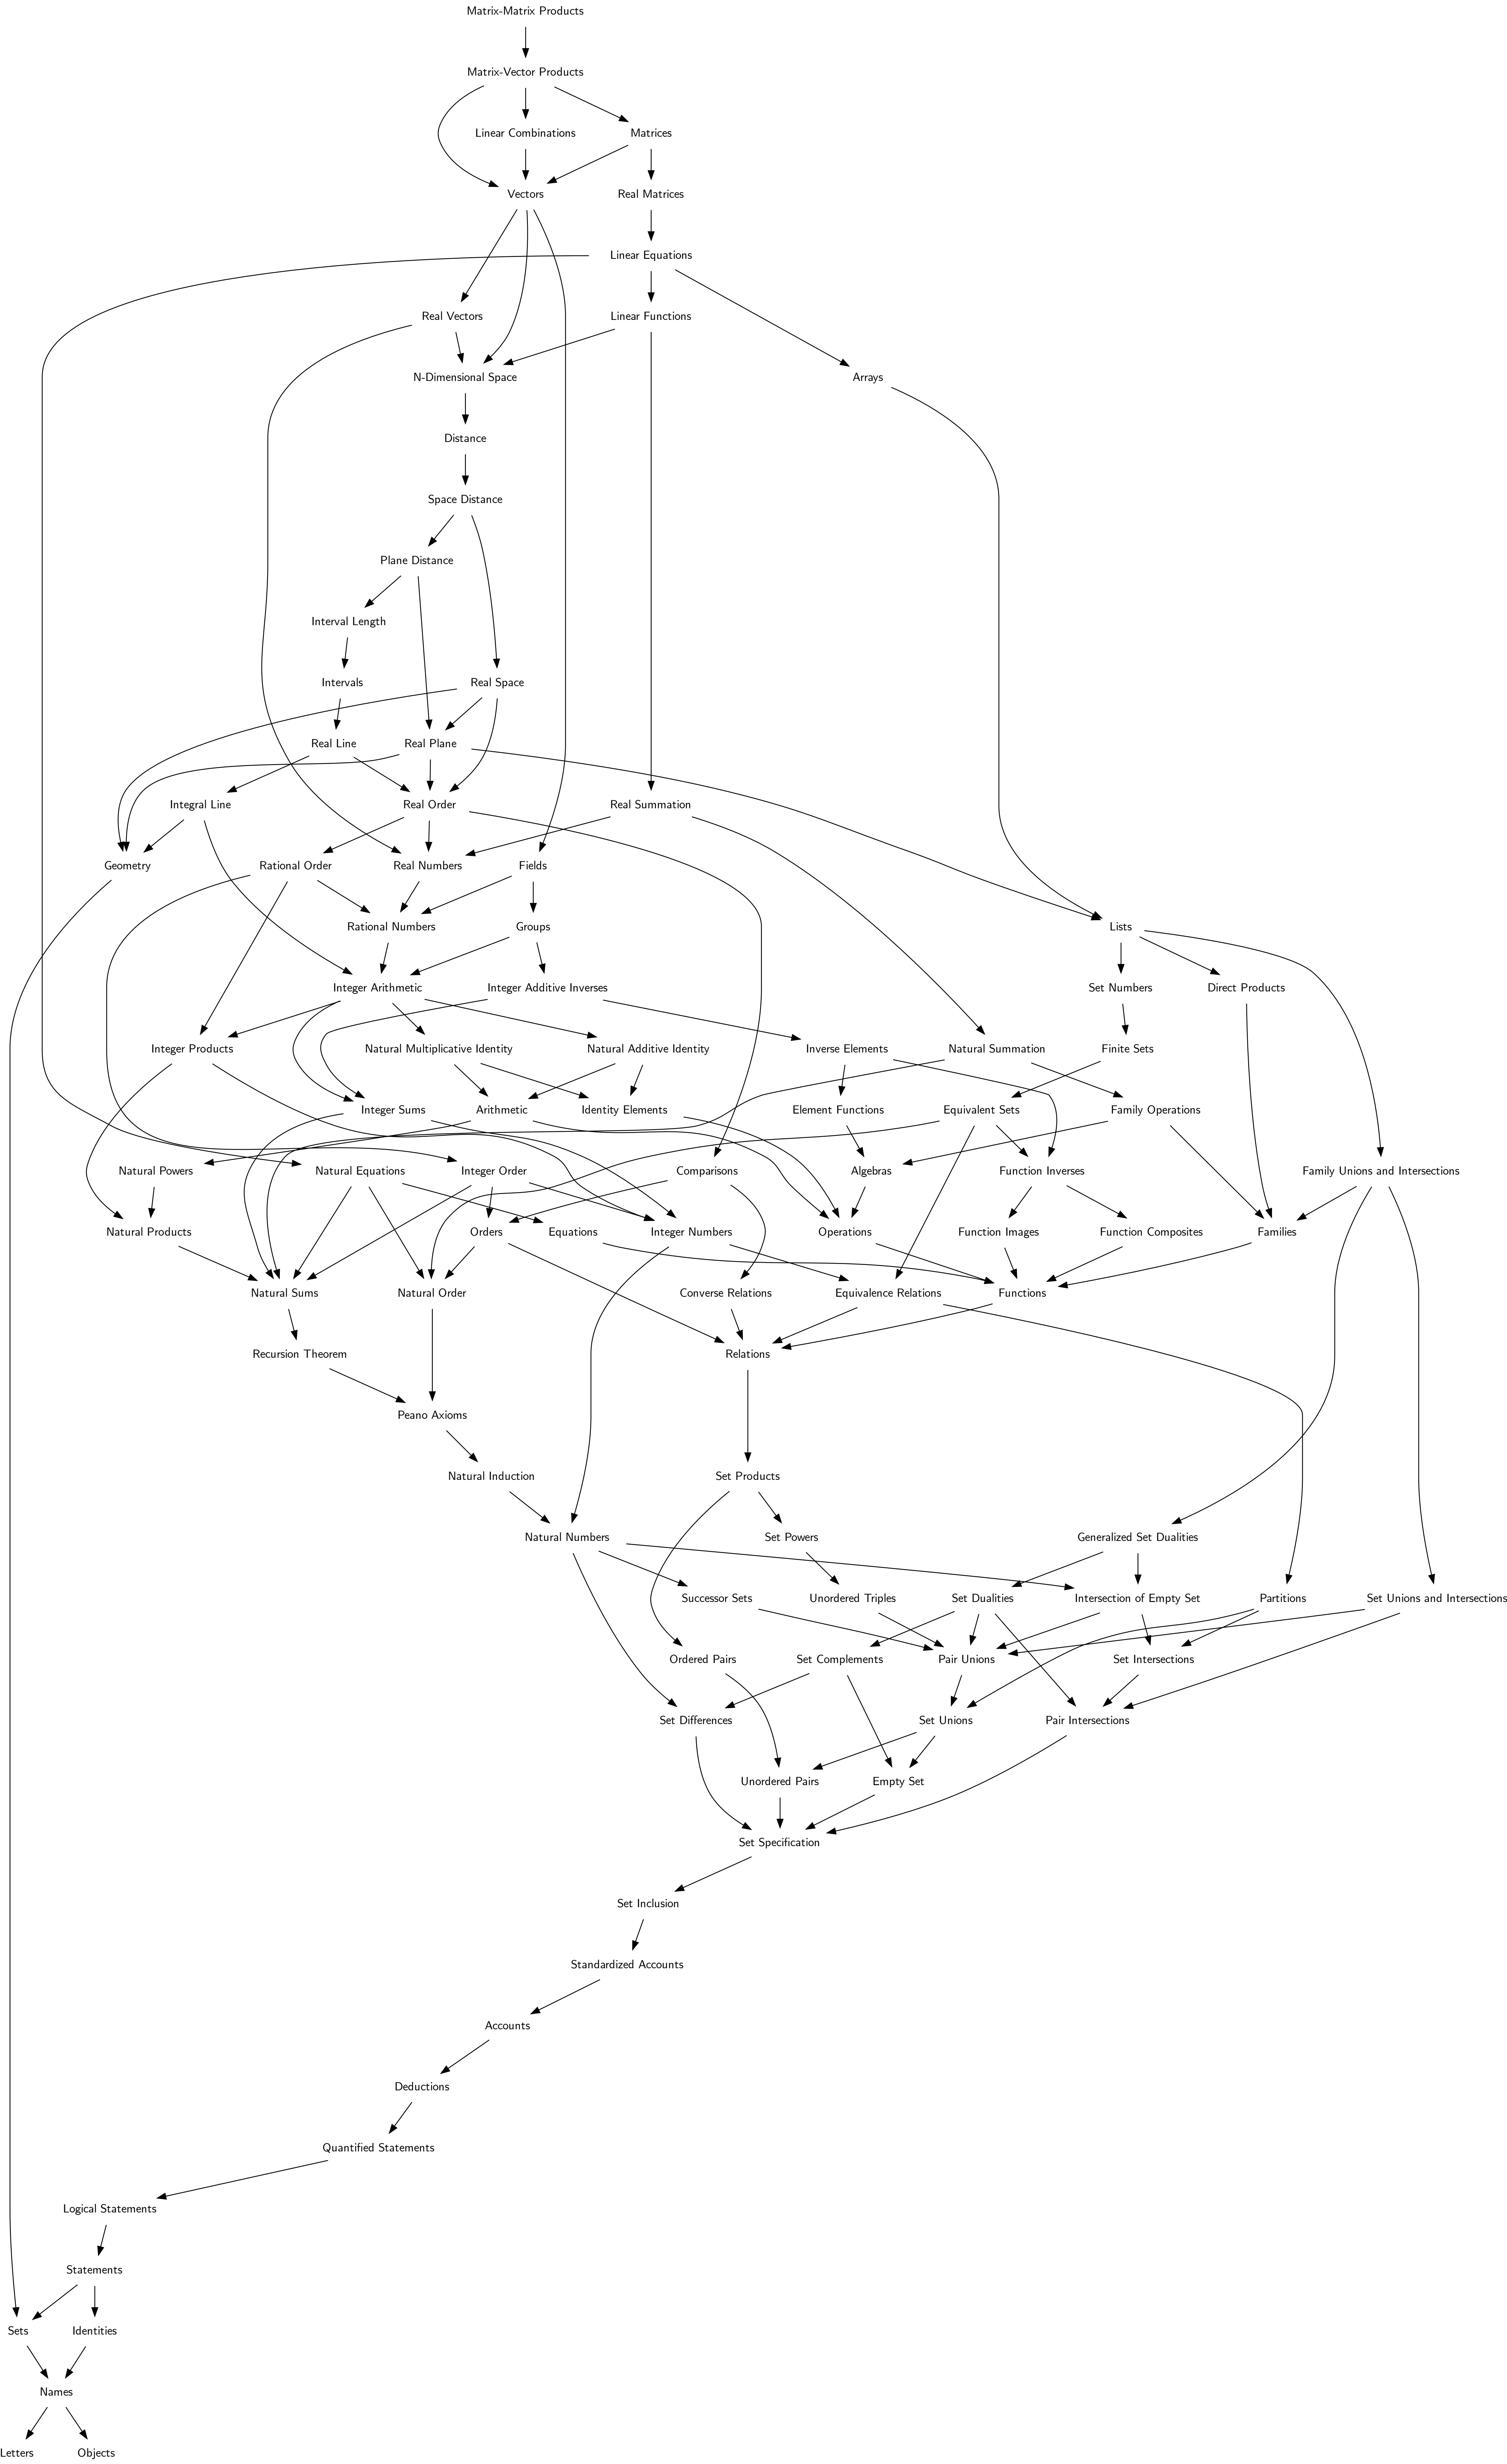 Matrix-Matrix Products
Matrix-Vector Products
Linear Combinations
Matrices
Vectors
Real Matrices
Linear Equations
Real Vectors
Linear Functions
N-Dimensional Space
Arrays
Distance
Space Distance
Plane Distance
Interval Length
Intervals
Real Space
Real Line
Real Plane
Integral Line
Real Order
Real Summation
Geometry
Rational Order
Real Numbers
Fields
Rational Numbers
Groups
Lists
Integer Arithmetic
Integer Additive Inverses
Set Numbers
Direct Products
Integer Products
Natural Multiplicative Identity
Natural Additive Identity
Inverse Elements
Natural Summation
Finite Sets
Integer Sums
Arithmetic
Identity Elements
Element Functions
Equivalent Sets
Family Operations
Natural Powers
Natural Equations
Integer Order
Comparisons
Algebras
Function Inverses
Family Unions and Intersections
Natural Products
Orders
Equations
Integer Numbers
Operations
Function Images
Function Composites
Families
Natural Sums
Natural Order
Converse Relations
Equivalence Relations
Functions
Recursion Theorem
Relations
Peano Axioms
Natural Induction
Set Products
Natural Numbers
Set Powers
Generalized Set Dualities
Successor Sets
Unordered Triples
Set Dualities
Intersection of Empty Set
Partitions
Set Unions and Intersections
Ordered Pairs
Set Complements
Pair Unions
Set Intersections
Set Differences
Set Unions
Pair Intersections
Unordered Pairs
Empty Set
Set Specification
Set Inclusion
Standardized Accounts
Accounts
Deductions
Quantified Statements
Logical Statements
Statements
Sets
Identities
Names
Letters
Objects